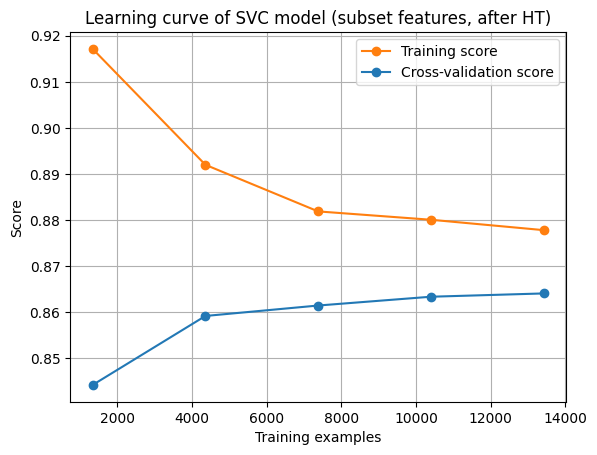 Learning curve of SVC model (subset features, after HT)
Training score
Cross-validation score
0.92
0.91
0.90
0.89
0.88
0.87
0.86
0.85
Score
2000 4000 6000 8000 10000 12000 14000
Training examples